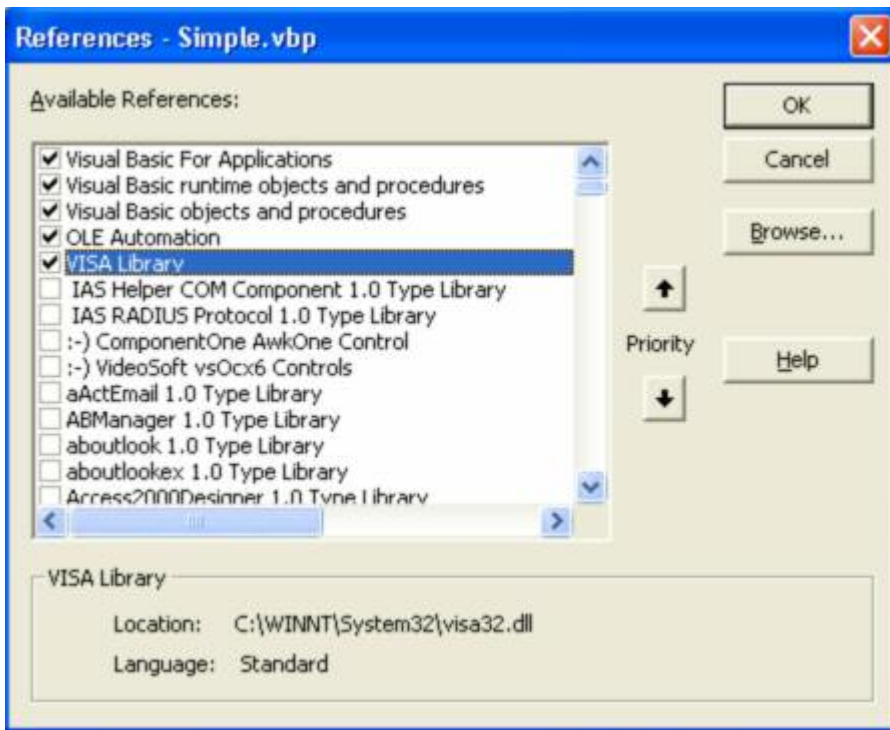 References - Simple.vbp
Available References:
OK
Cancel
Browse...
Priority
Help
Visual Basic For Applications
Visual Basic runtime objects and procedures
Visual Basic objects and procedures
OLE Automation
VISA Library
IAS Helper COM Component 1.0 Type Library
IAS RADIUS Protocol 1.0 Type Library
:-) ComponentOne AwkOne Control
:-) VideoSoft vsOcx6 Controls
aActEmail 1.0 Type Library
ABManager 1.0 Type Library
aboutlook 1.0 Type Library
aboutlookex 1.0 Type Library
Access2000Designer 1.0 Type Library
VISA Library
Location: C:\WINNT\System32\visa32.dll
Language: Standard